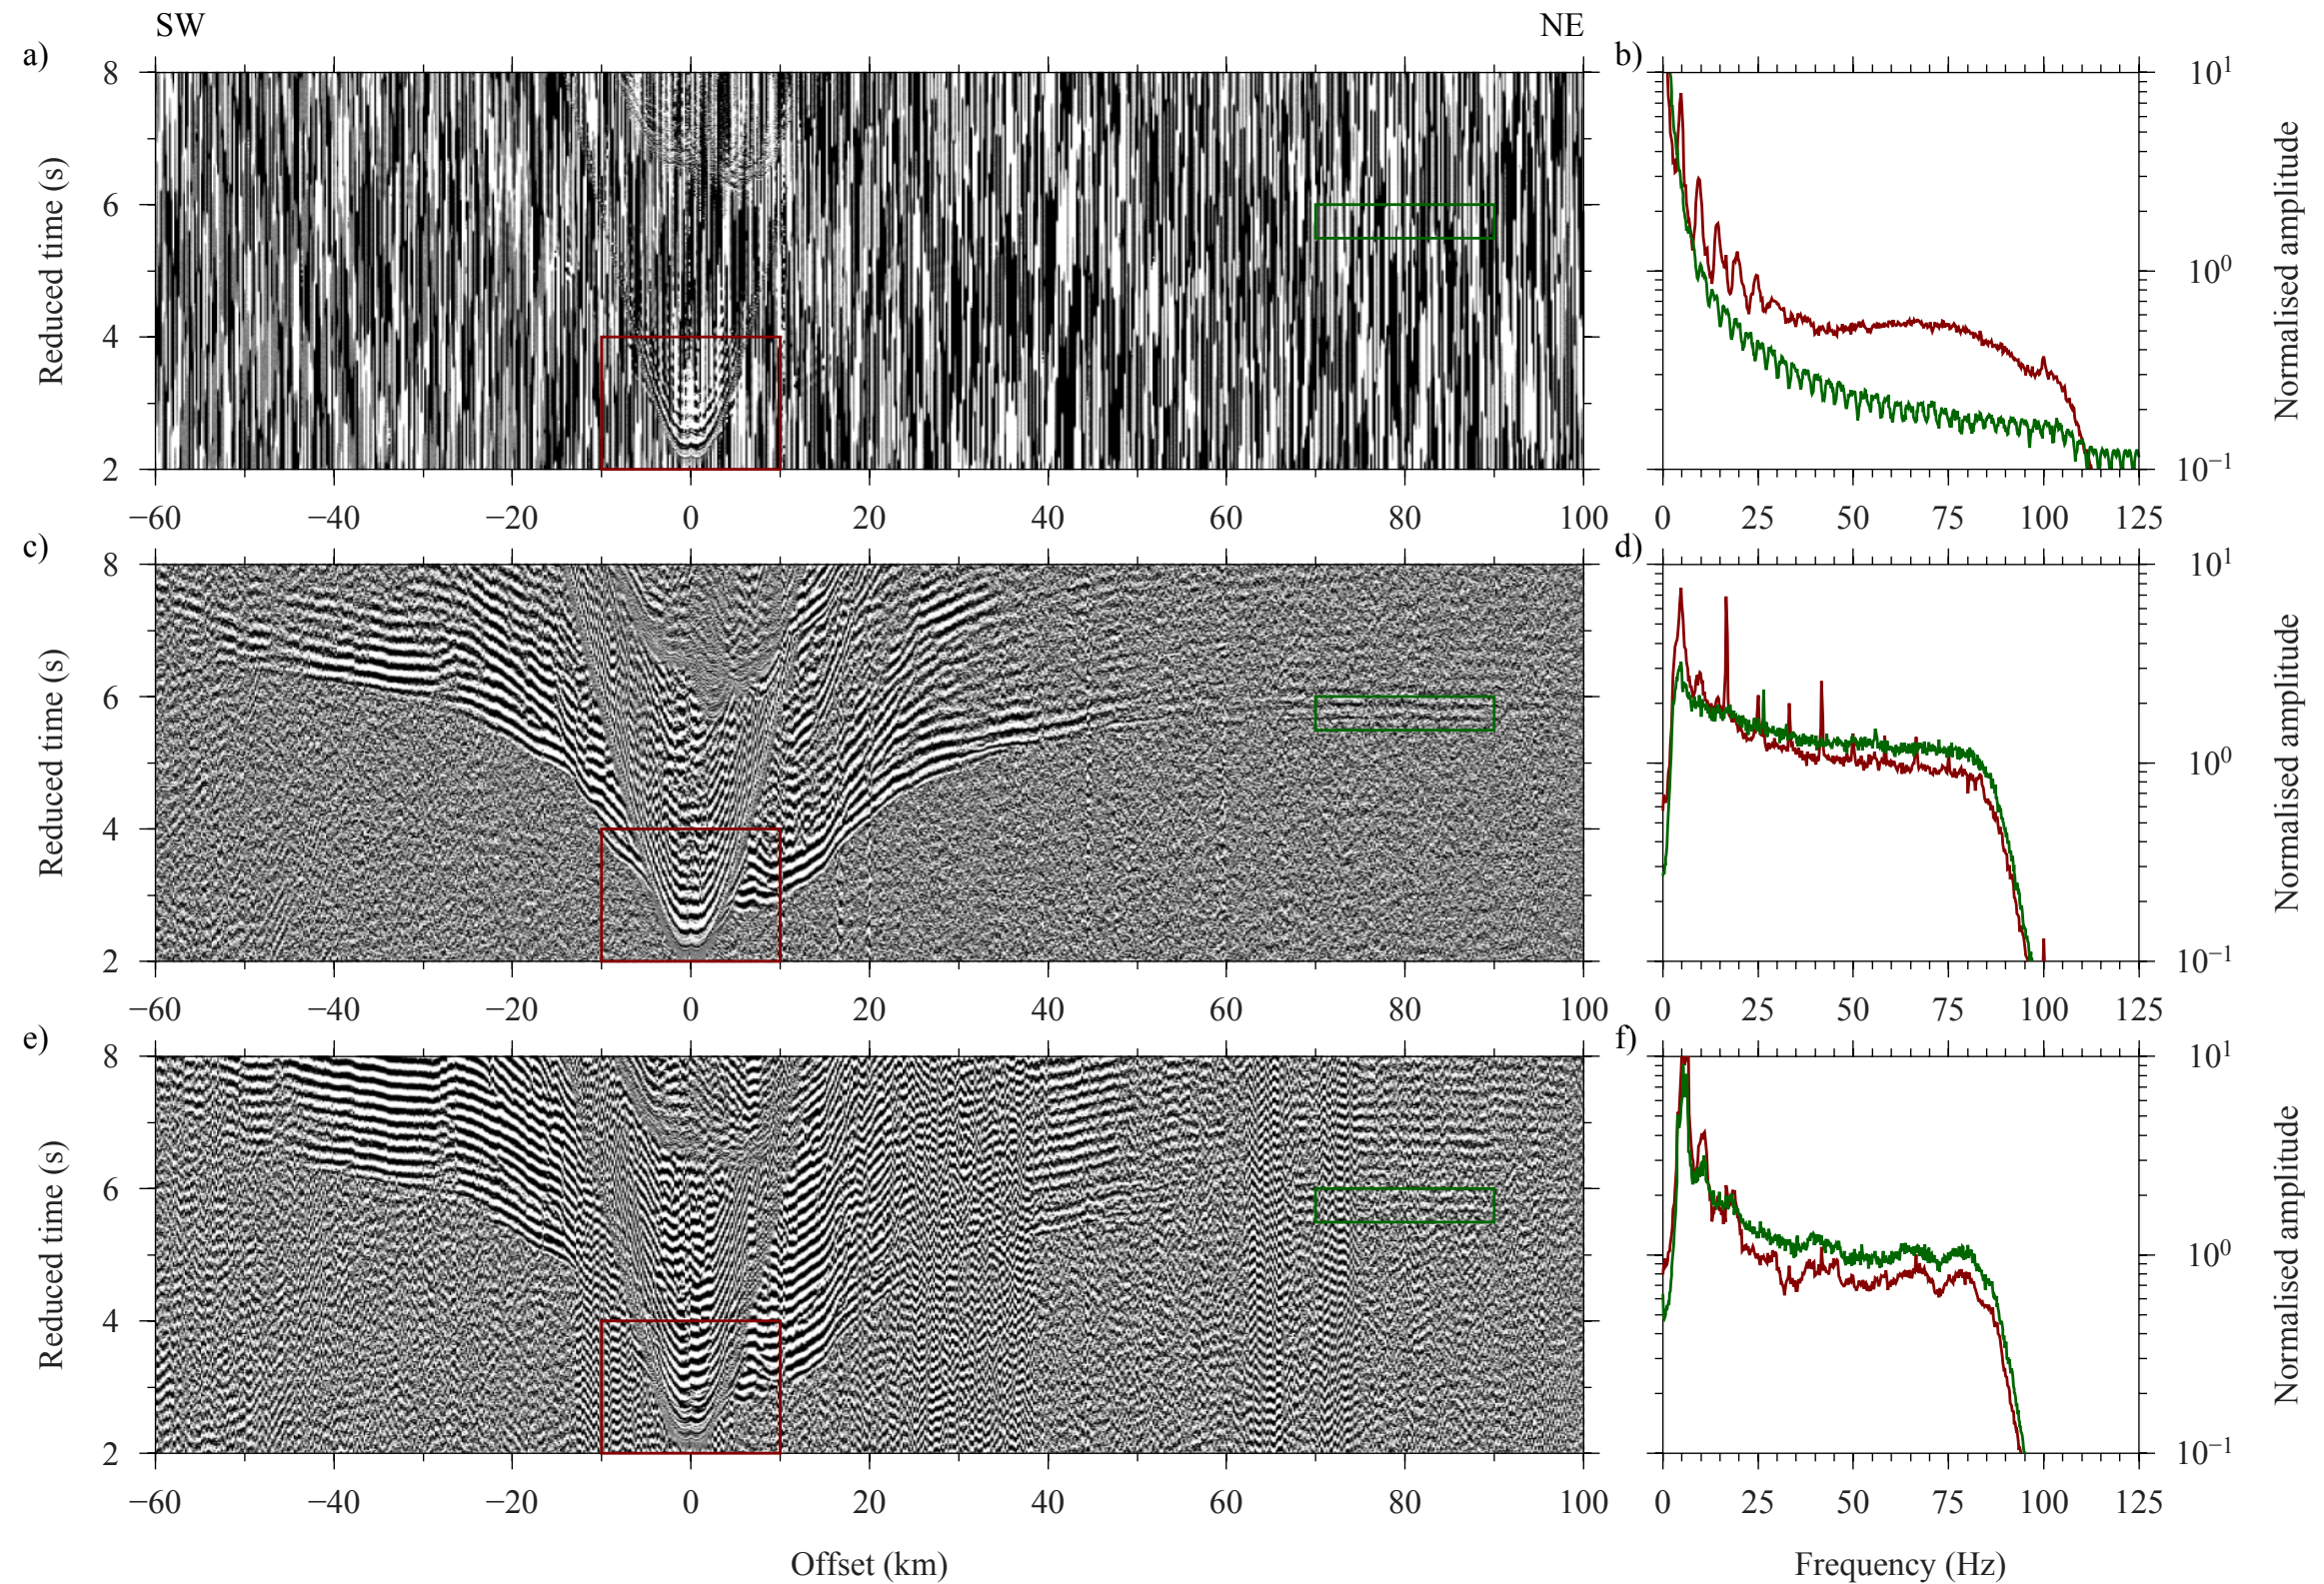 SW NE
a) b)
8 10¹
6
Reduced time (s) 10⁰ Normalised amplitude
4
2 10⁻¹
−60 −40 −20 0 20 40 60 80 100 0 25 50 75 100 125
c) d)
8 10¹
6
Reduced time (s) 10⁰ Normalised amplitude
4
2 10⁻¹
−60 −40 −20 0 20 40 60 80 100 0 25 50 75 100 125
e) f)
8 10¹
6
Reduced time (s) 10⁰ Normalised amplitude
4
2 10⁻¹
−60 −40 −20 0 20 40 60 80 100 0 25 50 75 100 125
Offset (km) Frequency (Hz)